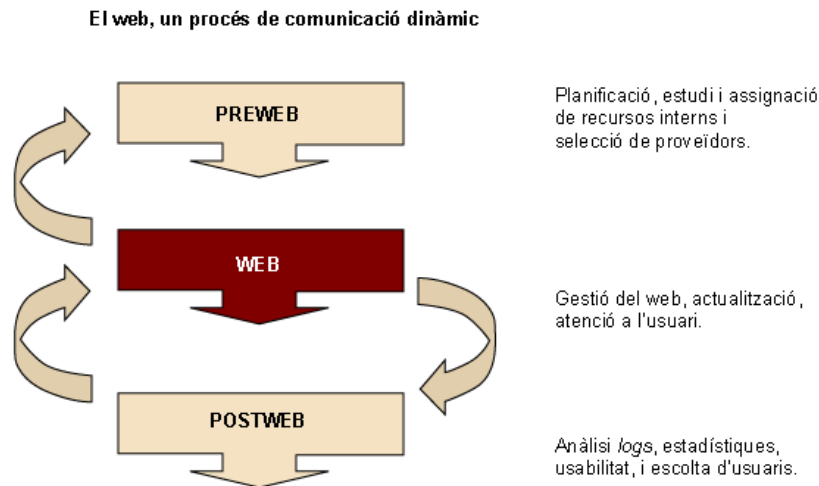 El web, un procés de comunicació dinàmic
PREWEB
Planificació, estudi i assignació
de recursos interns i
selecció de proveïdors.
WEB
Gestió del web, actualització,
atenció a l'usuari.
POSTWEB
Anàlisi logs, estadístiques,
usabilitat, i escolta d'usuaris.